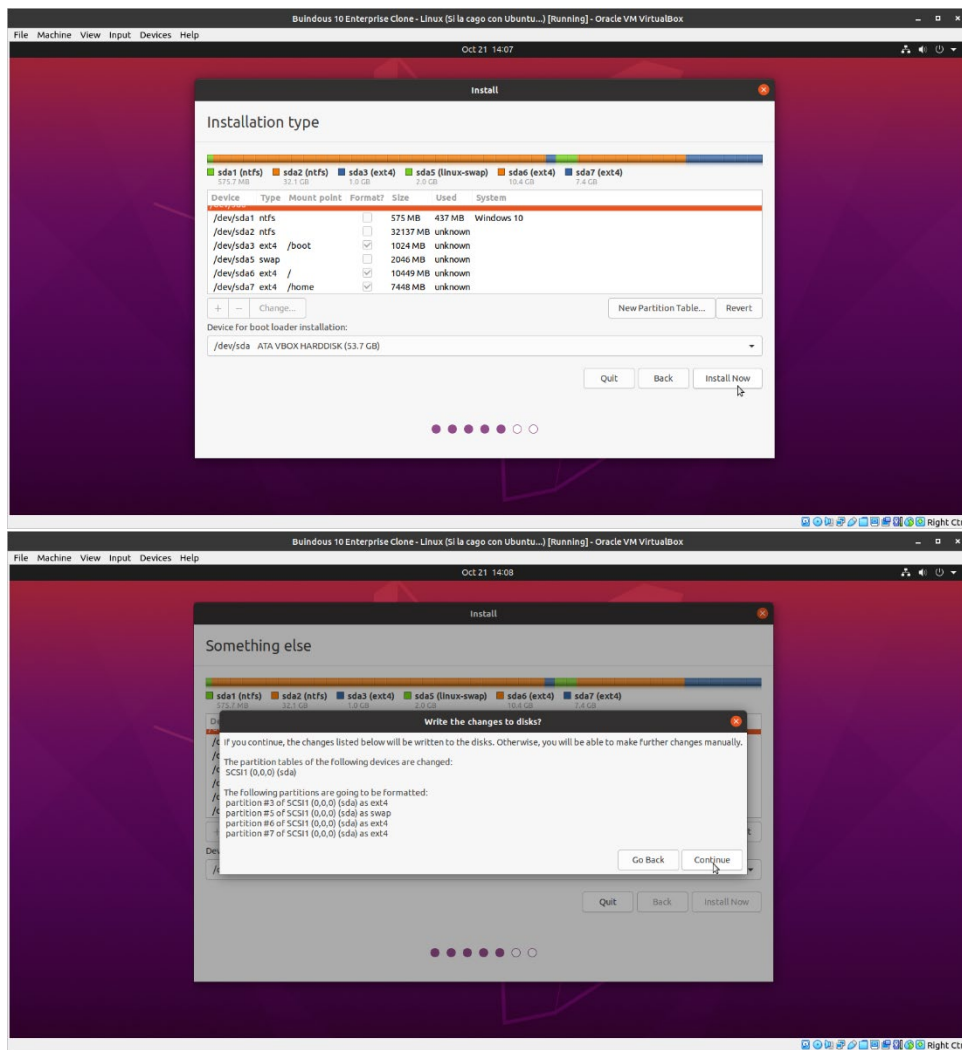 Buindous 10 Enterprise Clone - Linux (Si la cago con Ubuntu...) [Running] - Oracle VM VirtualBox
File Machine View Input Devices Help
Oct 21 14:07
Install
Installation type
sda1 (ntfs) sda2 (ntfs) sda3 (ext4) sda5 (linux-swap) sda6 (ext4) sda7 (ext4)
575.7 MB 32.1 GB 1.0 GB 2.0 GB 10.4 GB 7.4 GB
Device Type Mount point Format? Size Used System
/dev/sda1 ntfs 575 MB 437 MB Windows 10
/dev/sda2 ntfs 32137 MB unknown
/dev/sda3 ext4 /boot 1024 MB unknown
/dev/sda5 swap 2046 MB unknown
/dev/sda6 ext4 / 10449 MB unknown
/dev/sda7 ext4 /home 7448 MB unknown
+ − Change... New Partition Table... Revert
Device for boot loader installation:
/dev/sda ATA VBOX HARDDISK (53.7 GB)
Quit Back Install Now
Right Ctrl
Buindous 10 Enterprise Clone - Linux (Si la cago con Ubuntu...) [Running] - Oracle VM VirtualBox
File Machine View Input Devices Help
Oct 21 14:08
Install
Something else
sda1 (ntfs) sda2 (ntfs) sda3 (ext4) sda5 (linux-swap) sda6 (ext4) sda7 (ext4)
575.7 MB 32.1 GB 1.0 GB 2.0 GB 10.4 GB 7.4 GB
Write the changes to disks?
If you continue, the changes listed below will be written to the disks. Otherwise, you will be able to make further changes manually.
The partition tables of the following devices are changed:
SCSI1 (0,0,0) (sda)
The following partitions are going to be formatted:
partition #3 of SCSI1 (0,0,0) (sda) as ext4
partition #5 of SCSI1 (0,0,0) (sda) as swap
partition #6 of SCSI1 (0,0,0) (sda) as ext4
partition #7 of SCSI1 (0,0,0) (sda) as ext4
Go Back Continue
Quit Back Install Now
Right Ctrl